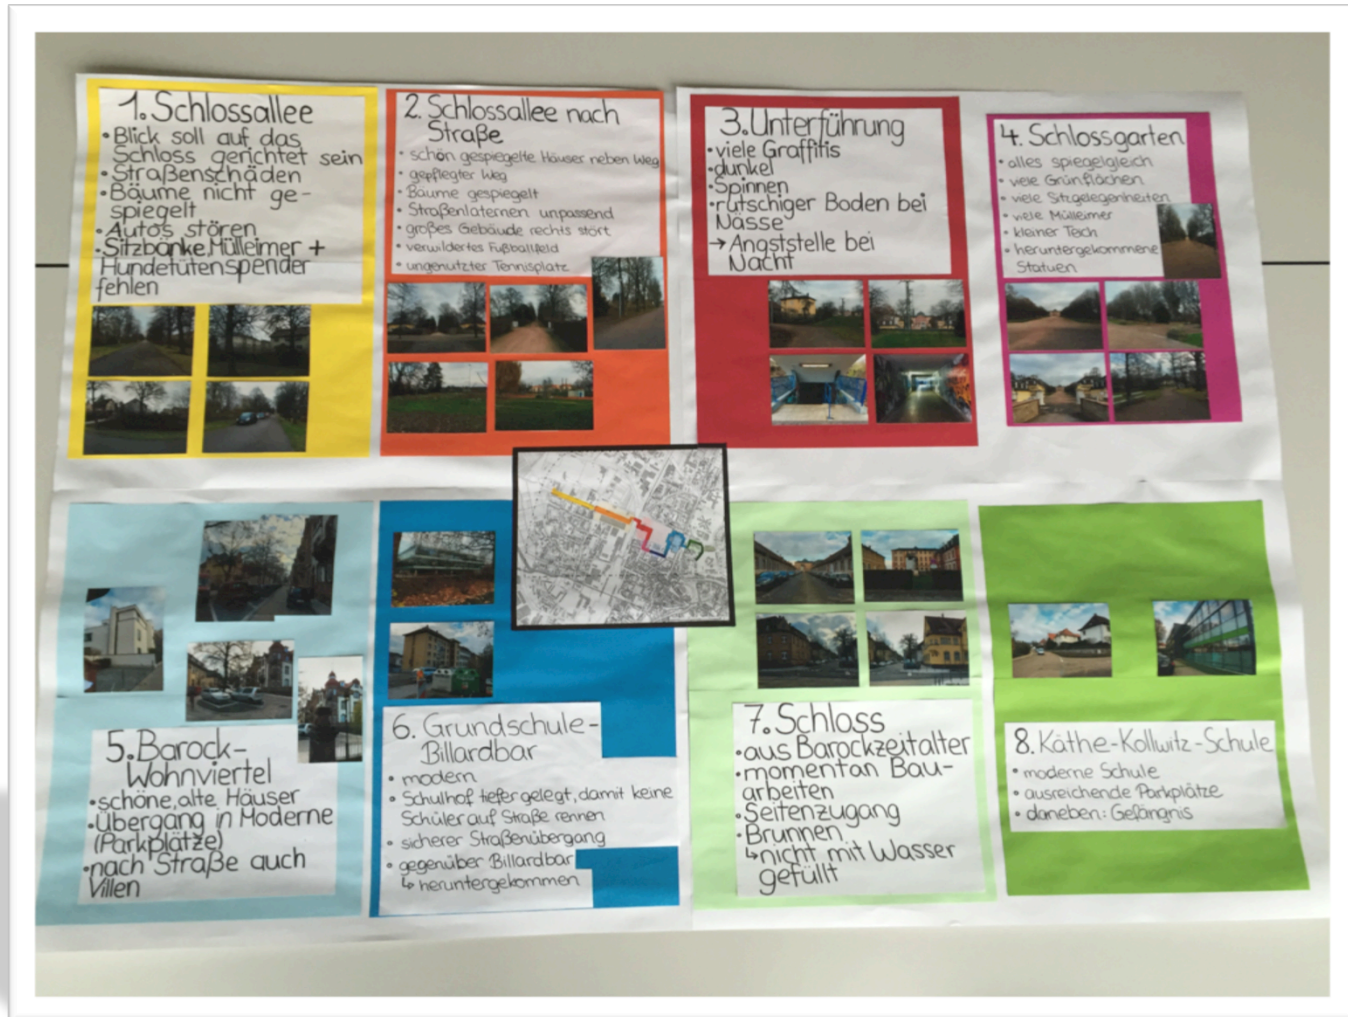 1. Schlossallee
• Blick soll auf das
Schloss gerichtet sein
• Straßenschäden
• Bäume nicht ge-
spiegelt
• Autos stören
• Sitzbänke, Mülleimer +
Hundetütenspender
fehlen
2. Schlossallee nach
Straße
• schön gespiegelte Häuser neben Weg
• gepflegter Weg
• Bäume gespiegelt
• Straßenlaternen unpassend
• großes Gebäude rechts stört
• verwildertes Fußballfeld
• ungenutzter Tennisplatz
3. Unterführung
• viele Graffitis
• dunkel
• Spinnen
• rutschiger Boden bei
Nässe
→ Angststelle bei
Nacht
4. Schlossgarten
• alles spiegelgleich
• viele Grünflächen
• viele Sitzgelegenheiten
• viele Mülleimer
• kleiner Teich
• heruntergekommene
Statuen
5. Barock-
Wohnviertel
• schöne, alte Häuser
• Übergang in Moderne
(Parkplätze)
• nach Straße auch
Villen
6. Grundschule-
Billardbar
• modern
• Schulhof tiefer gelegt, damit keine
Schüler auf Straße rennen
• sicherer Straßenübergang
• gegenüber Billardbar
↳ heruntergekommen
7. Schloss
• aus Barockzeitalter
• momentan Bau-
arbeiten
• Seitenzugang
• Brunnen
↳ nicht mit Wasser
gefüllt
8. Käthe-Kollwitz-Schule
• moderne Schule
• ausreichende Parkplätze
• daneben: Gefängnis